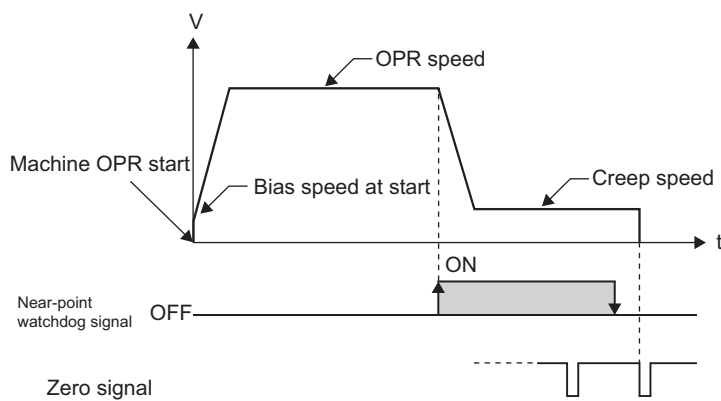 V
OPR speed
Machine OPR start
Bias speed at start
Creep speed
t
ON
Near-point
watchdog signal
OFF
Zero signal